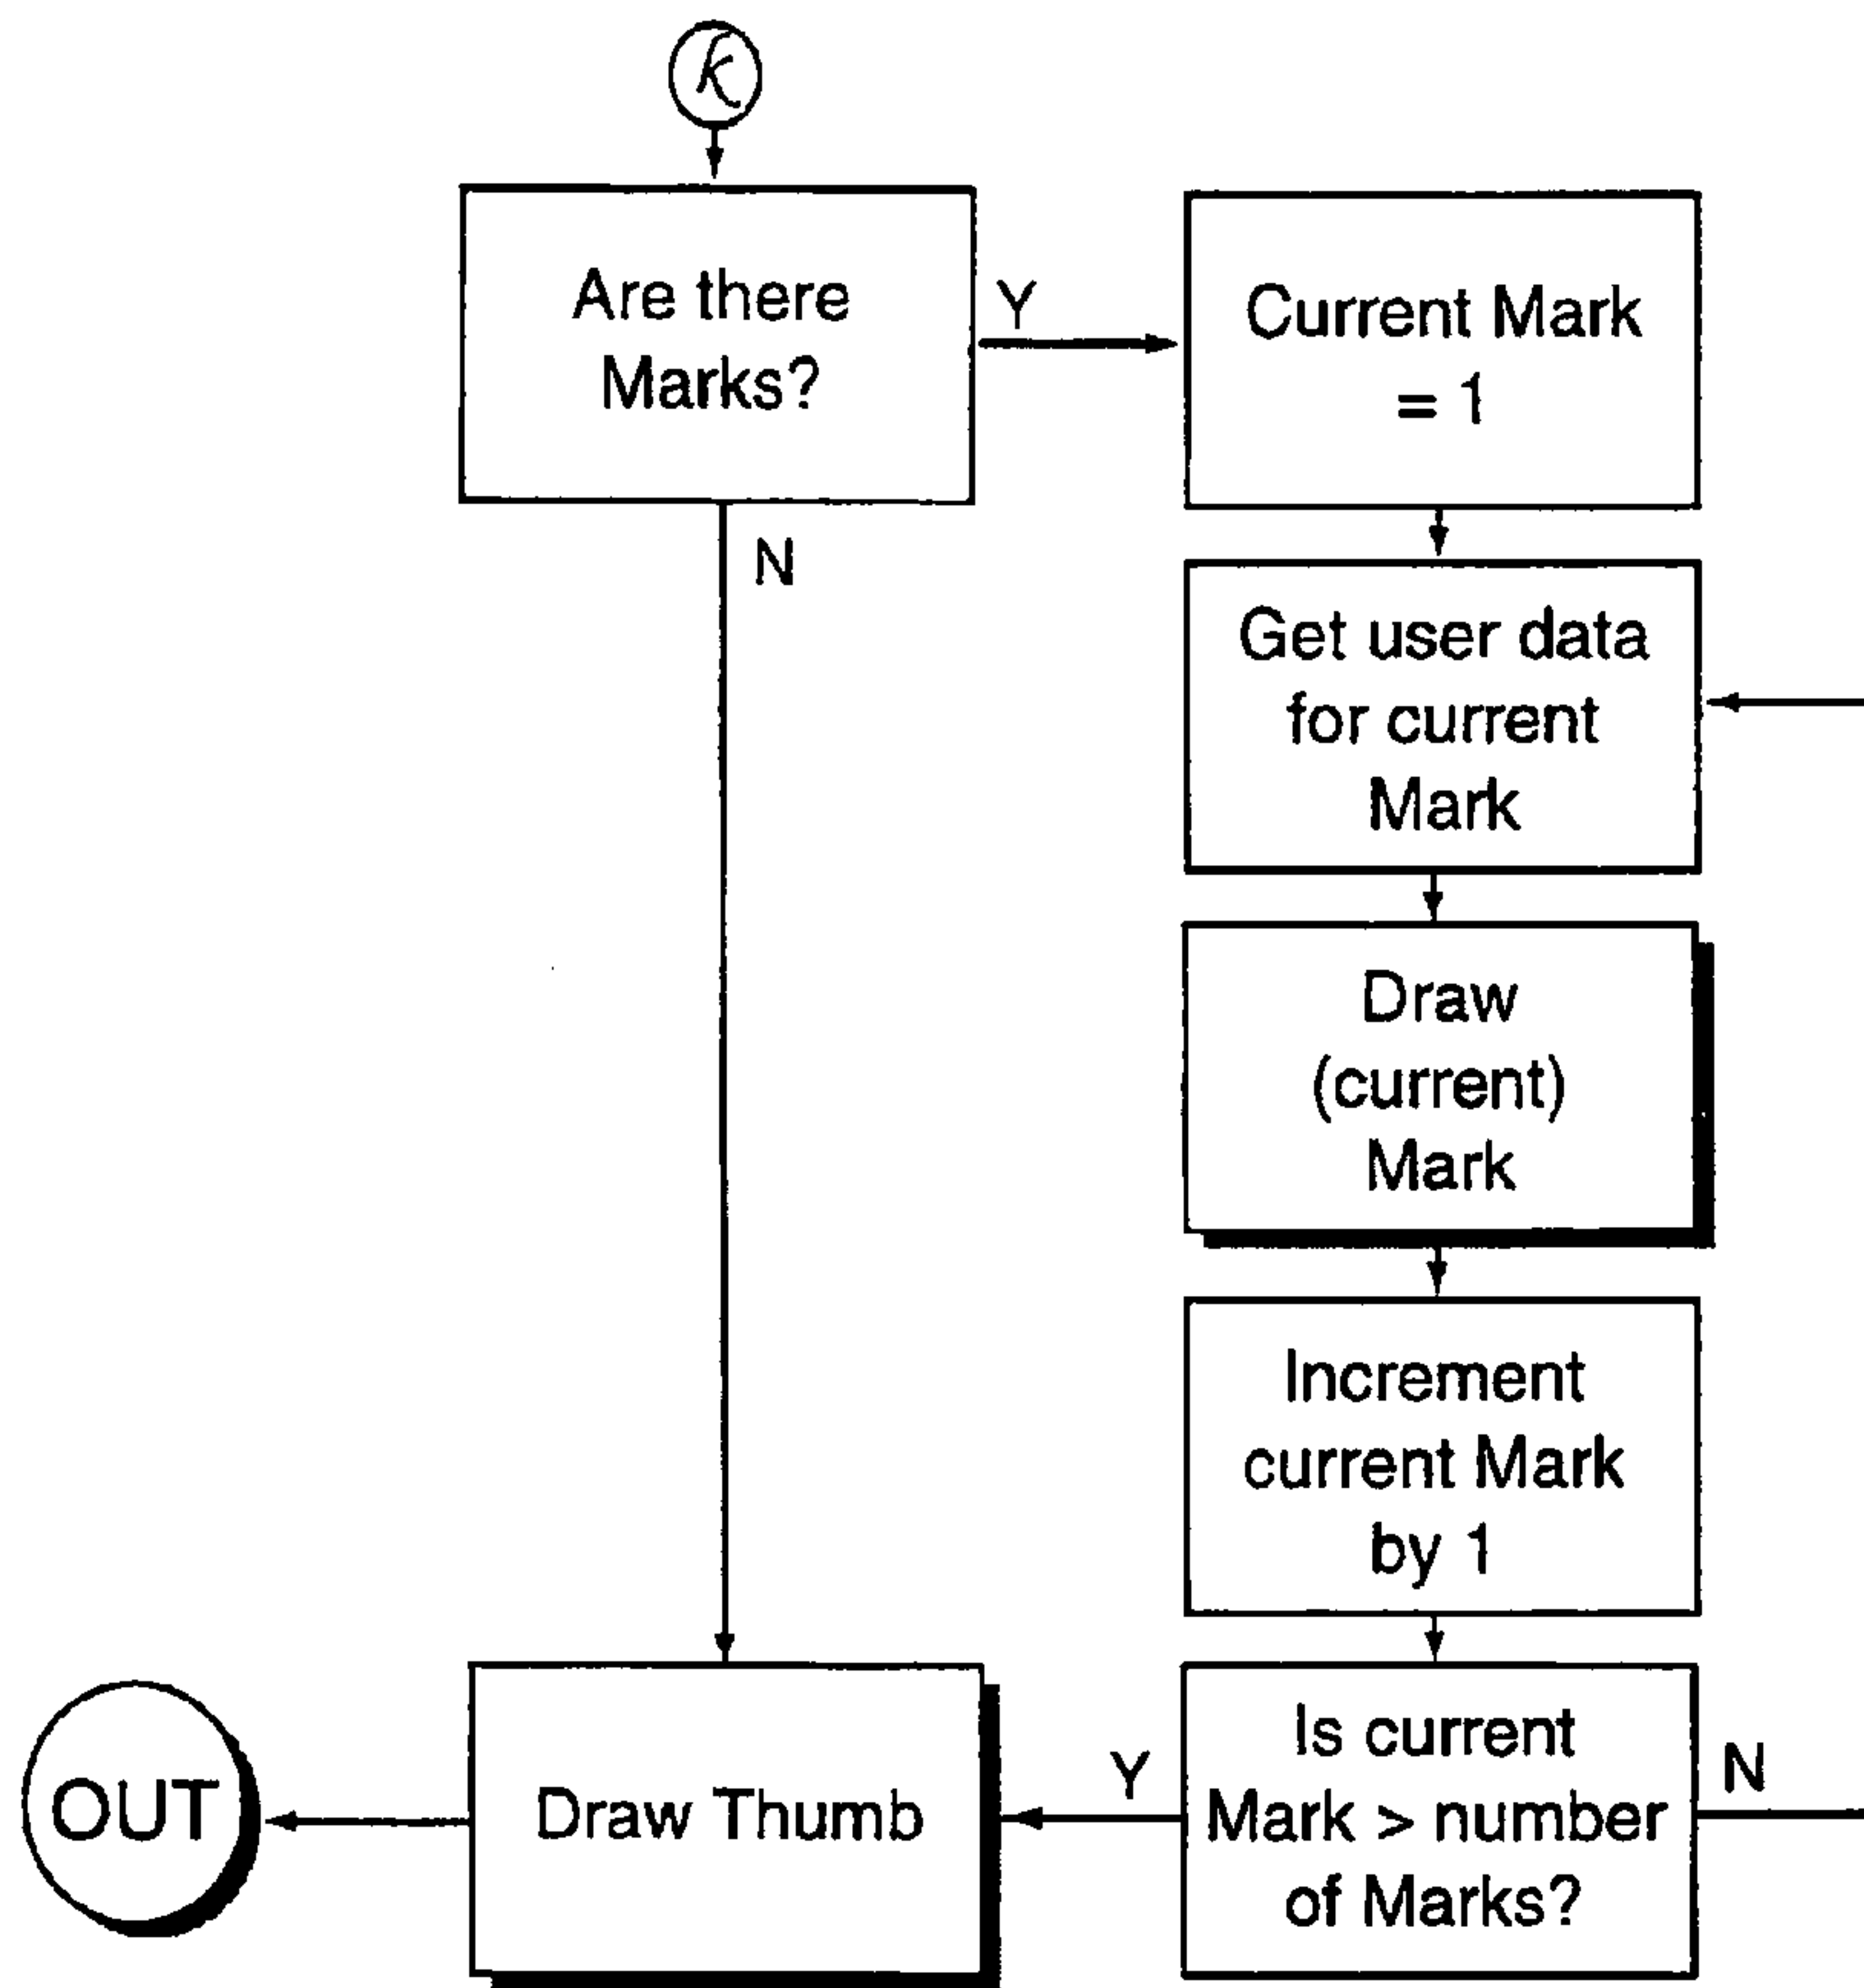 K
Are there
Marks?
Y
Current Mark
= 1
N
Get user data
for current
Mark
Draw
(current)
Mark
Increment
current Mark
by 1
Is current
Mark > number
of Marks?
N
Y
Draw Thumb
OUT